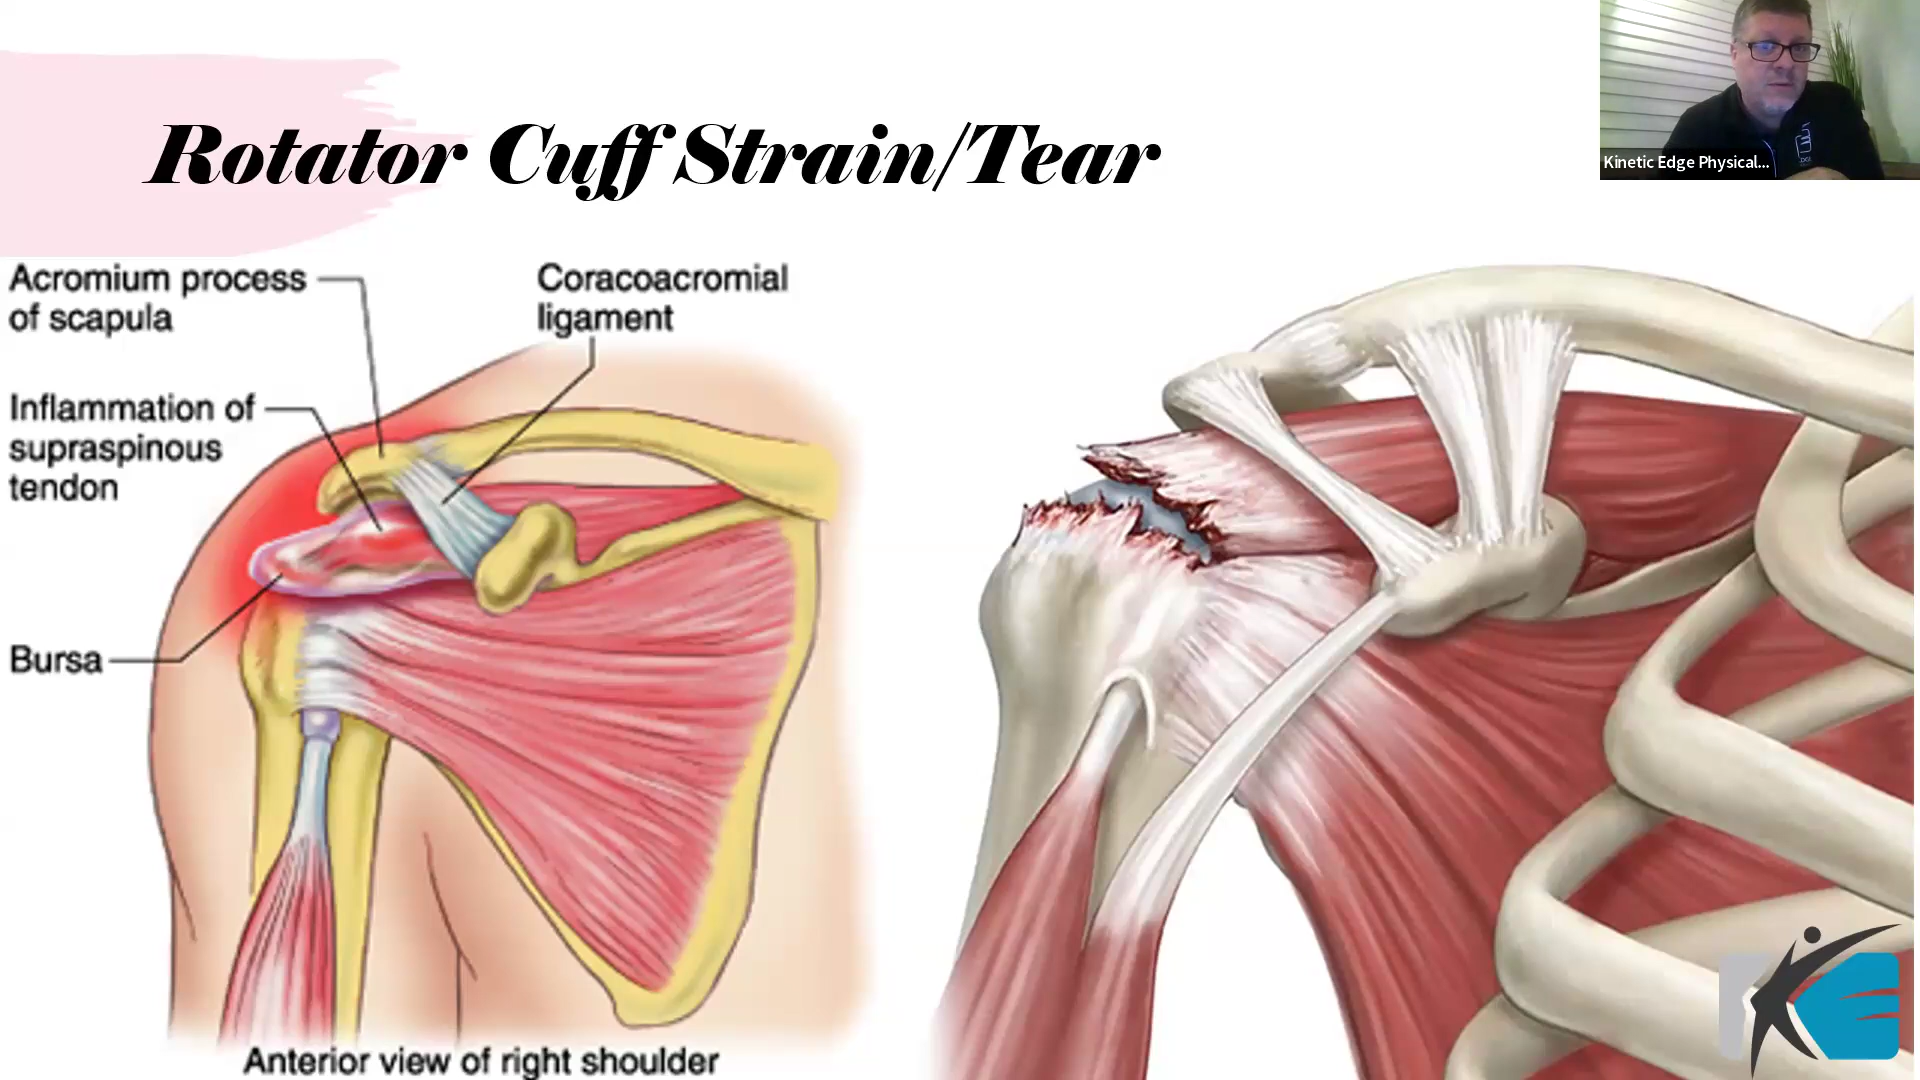 Rotator Cuff Strain/Tear
Kinetic Edge Physical...
Acromium process
of scapula
Coracoacromial
ligament
Inflammation of
supraspinous
tendon
Bursa
Anterior view of right shoulder